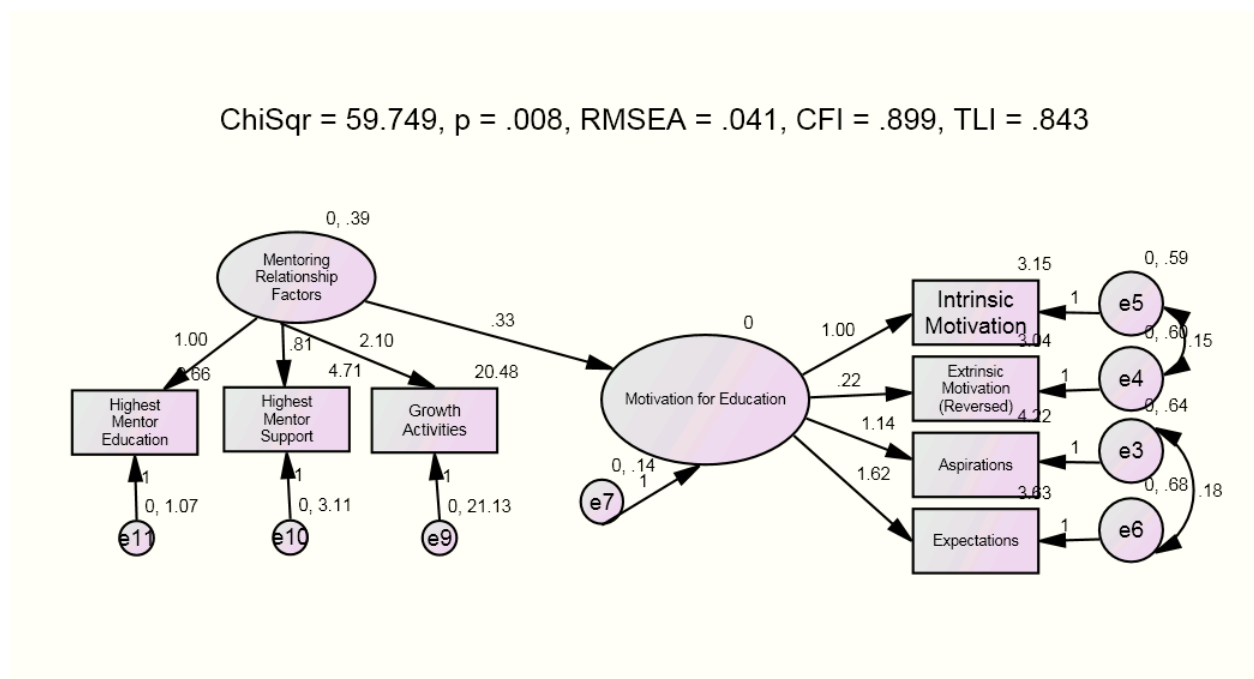 ChiSqr = 59.749, p = .008, RMSEA = .041, CFI = .899, TLI = .843
0, .39
Mentoring
Relationship
Factors
1.00
.81
2.10
.33
4.71
20.48
Highest
Mentor
Education
Highest
Mentor
Support
Growth
Activities
1
1
1
0, 1.07
0, 3.11
0, 21.13
e11
e10
e9
0
Motivation for Education
0, .14
1
e7
1.00
.22
1.14
1.62
3.15
Intrinsic
Motivation
1
0, .59
e5
3.04
Extrinsic
Motivation
(Reversed)
1
0, .60
e4
.15
4.22
Aspirations
1
0, .64
e3
3.63
Expectations
1
0, .68
e6
.18